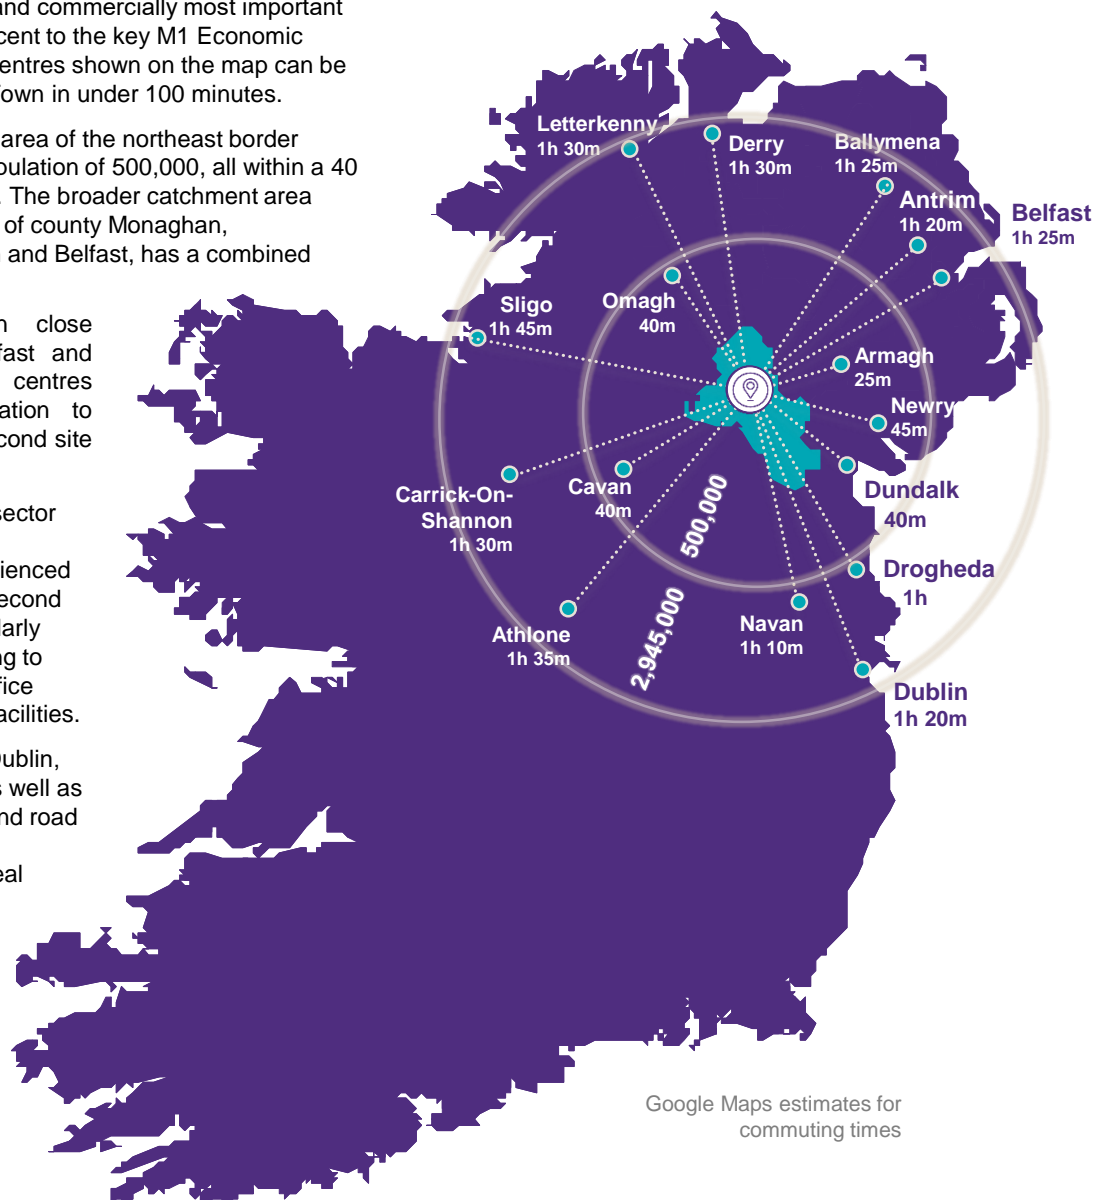 and commercially most important
cent to the key M1 Economic
entres shown on the map can be
own in under 100 minutes.
area of the northeast border
pulation of 500,000, all within a 40
. The broader catchment area
of county Monaghan,
and Belfast, has a combined
close
fast and
centres
ation to
cond site
sector
ienced
econd
larly
ng to
fice
acilities.
Dublin,
s well as
nd road
eal
Letterkenny
1h 30m
Derry
1h 30m
Ballymena
1h 25m
Antrim
1h 20m
Belfast
1h 25m
Sligo
1h 45m
Omagh
40m
Armagh
25m
Newry
45m
Carrick-On-
Shannon
1h 30m
Cavan
40m
Dundalk
40m
500,000
Drogheda
1h
2,945,000
Athlone
1h 35m
Navan
1h 10m
Dublin
1h 20m
Google Maps estimates for
commuting times